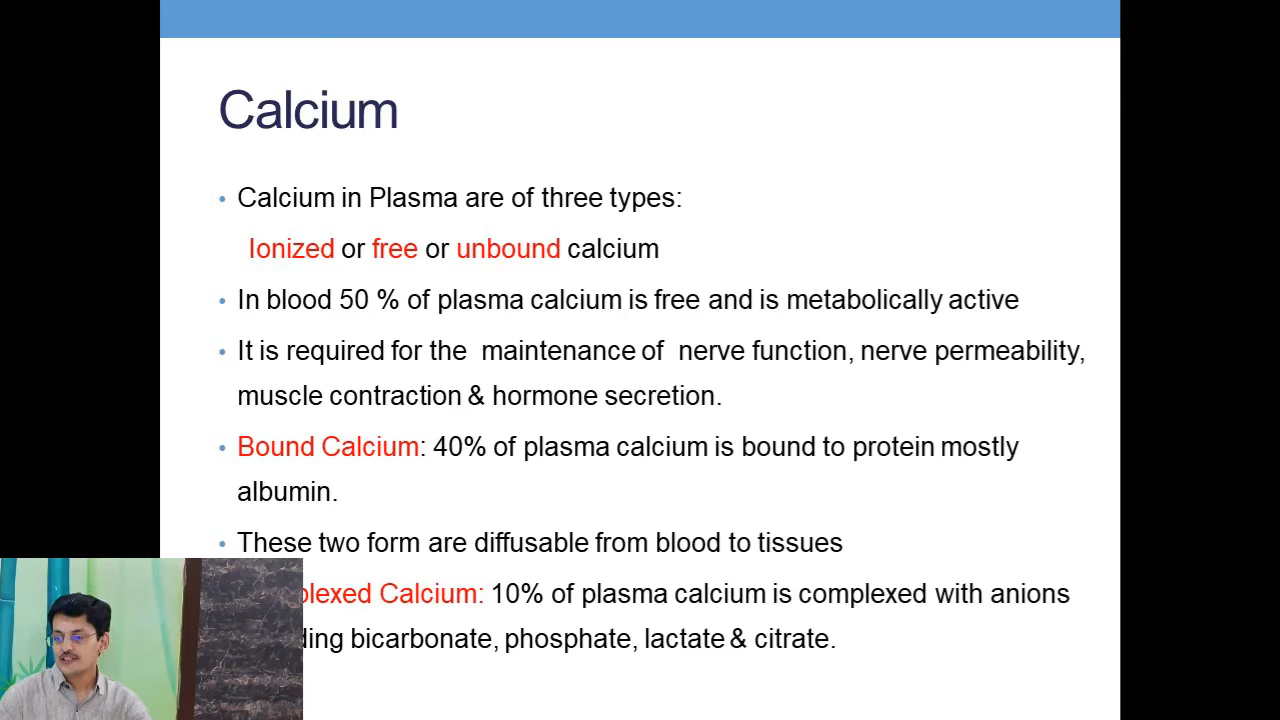 Calcium
• Calcium in Plasma are of three types:
Ionized or free or unbound calcium
• In blood 50 % of plasma calcium is free and is metabolically active
• It is required for the maintenance of nerve function, nerve permeability,
muscle contraction & hormone secretion.
• Bound Calcium: 40% of plasma calcium is bound to protein mostly
albumin.
• These two form are diffusable from blood to tissues
Calcium: 10% of plasma calcium is complexed with anions
bicarbonate, phosphate, lactate & citrate.